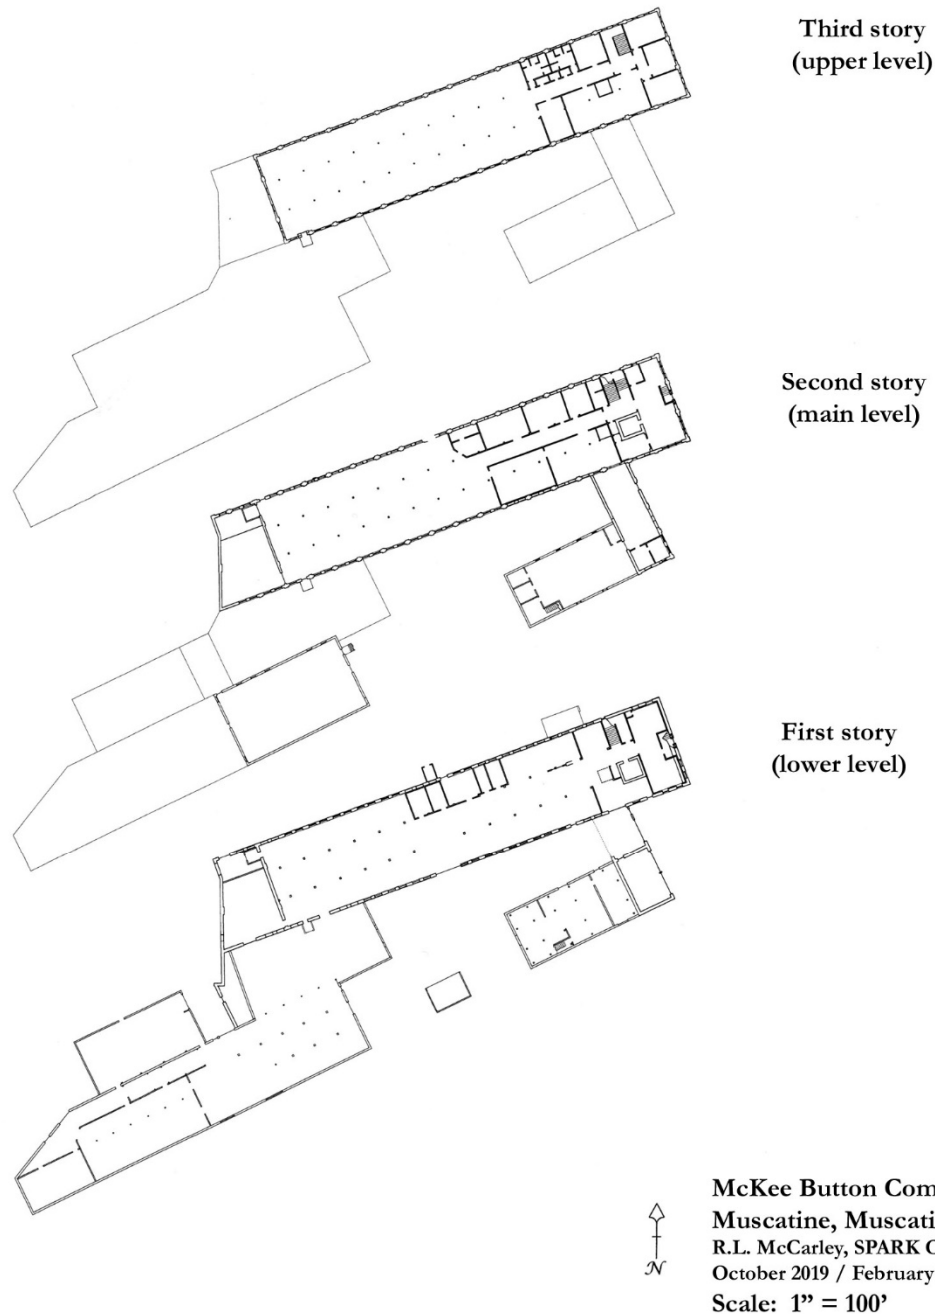 Third story
(upper level)
Second story
(main level)
First story
(lower level)
McKee Button Com
Muscatine, Muscati
R.L. McCarley, SPARK C
October 2019 / February
Scale: 1” = 100’
N